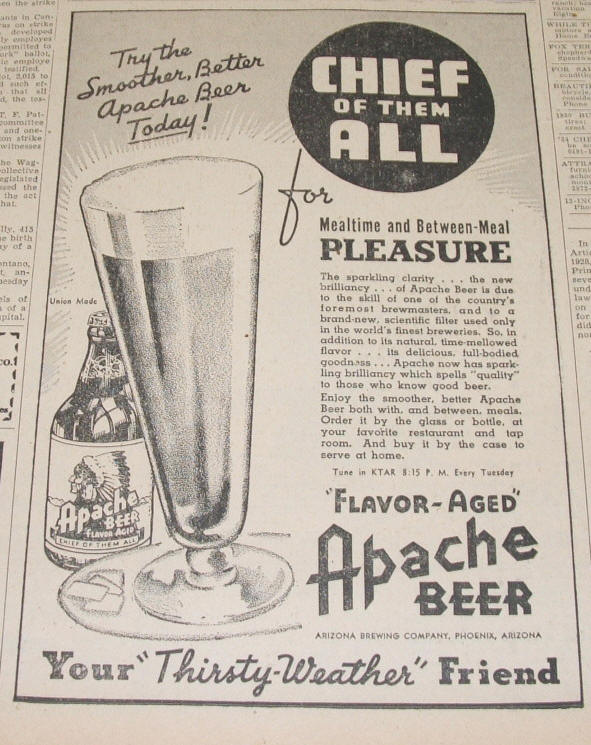 Try the
Smoother, Better
Apache Beer
Today!
CHIEF
OF THEM
ALL
for
Mealtime and Between-Meal
PLEASURE
The sparkling clarity . . . the new
brilliancy . . . of Apache Beer is due
to the skill of one of the country's
foremost brewmasters, and to a
brand-new, scientific filter used only
in the world's finest breweries. So, in
addition to its natural, time-mellowed
flavor . . . its delicious, full-bodied
goodness . . . Apache now has spark-
ling brilliancy which spells "quality"
to those who know good beer.
Enjoy the smoother, better Apache
Beer both with, and between, meals.
Order it by the glass or bottle, at
your favorite restaurant and tap
room. And buy it by the case to
serve at home.
Tune in KTAR 8:15 P. M. Every Tuesday
Union Made
Apache
BEER
FLAVOR AGED
CHIEF OF THEM ALL
"FLAVOR-AGED"
Apache
BEER
ARIZONA BREWING COMPANY, PHOENIX, ARIZONA
Your "Thirsty-Weather" Friend